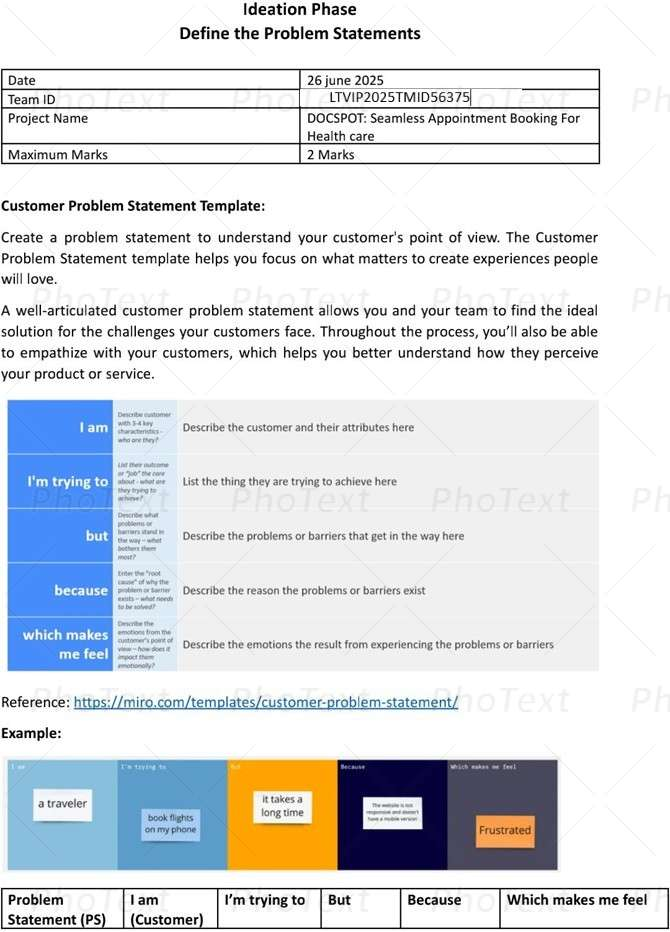 Ideation Phase
Define the Problem Statements
Date
26 june 2025
Team ID
LTVIP2025TMID56375
Project Name
DOCSPOT: Seamless Appointment Booking For
Health care
Maximum Marks
2 Marks
Customer Problem Statement Template:
Create a problem statement to understand your customer's point of view. The Customer
Problem Statement template helps you focus on what matters to create experiences people
will love.
A well-articulated customer problem statement allows you and your team to find the ideal
solution for the challenges your customers face. Throughout the process, you'll also be able
to empathize with your customers, which helps you better understand how they perceive
your product or service.
I am
Describe customer
with 3-4 key
characteristics -
who are they?
Describe the customer and their attributes here
I'm trying to
List their outcome
or "job" the care
about - what are
they trying to
achieve?
List the thing they are trying to achieve here
but
Describe what
problems or
barriers stand in
the way – what
bothers them
most?
Describe the problems or barriers that get in the way here
because
Enter the "root
cause" of why the
problem or barrier
exists – what needs
to be solved?
Describe the reason the problems or barriers exist
which makes
me feel
Describe the
emotions from the
customer's point of
view – how does it
impact them
emotionally?
Describe the emotions the result from experiencing the problems or barriers
Reference: https://miro.com/templates/customer-problem-statement/
Example:
I am
I'm trying to
But
Because
Which makes me feel
a traveler
book flights
on my phone
it takes a
long time
The website is not
responsive and doesn't
have a mobile version
Frustrated
Problem
Statement (PS)
I am
(Customer)
I'm trying to
But
Because
Which makes me feel
PhoText